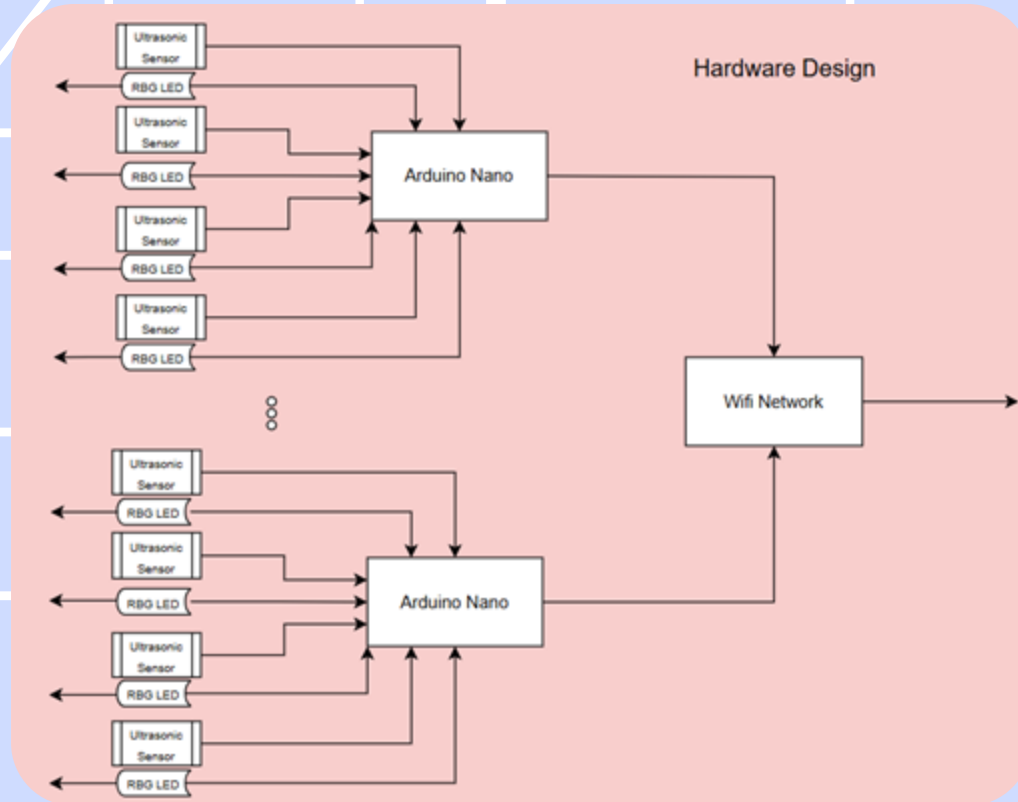 Hardware Design
Ultrasonic
Sensor
RBG LED
Ultrasonic
Sensor
RBG LED
Ultrasonic
Sensor
RBG LED
Ultrasonic
Sensor
RBG LED
Arduino Nano
Wifi Network
Ultrasonic
Sensor
RBG LED
Ultrasonic
Sensor
RBG LED
Ultrasonic
Sensor
RBG LED
Ultrasonic
Sensor
RBG LED
Arduino Nano